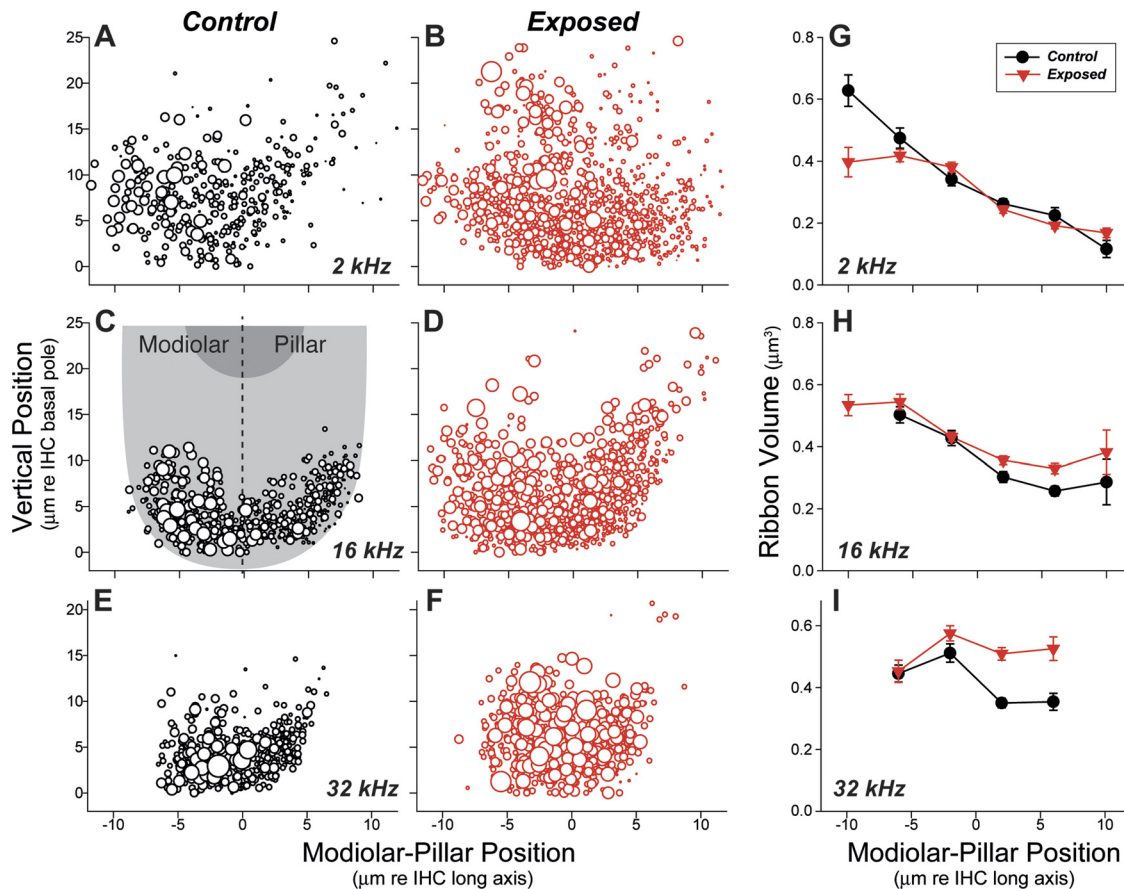 Control
Exposed
A
25
20
15
10
5
0
2 kHz
B
G
0.8
0.6
0.4
0.2
0.0
Control
Exposed
2 kHz
Vertical Position
(µm re IHC basal pole)
C
25
20
15
10
5
0
Modiolar
Pillar
16 kHz
D
Ribbon Volume (µm³)
H
0.8
0.6
0.4
0.2
0.0
16 kHz
E
20
15
10
5
0
32 kHz
-10 -5 0 5 10
F
-10 -5 0 5 10
I
0.6
0.4
0.2
0.0
32 kHz
-10 -5 0 5 10
Modiolar-Pillar Position
(µm re IHC long axis)
Modiolar-Pillar Position
(µm re IHC long axis)